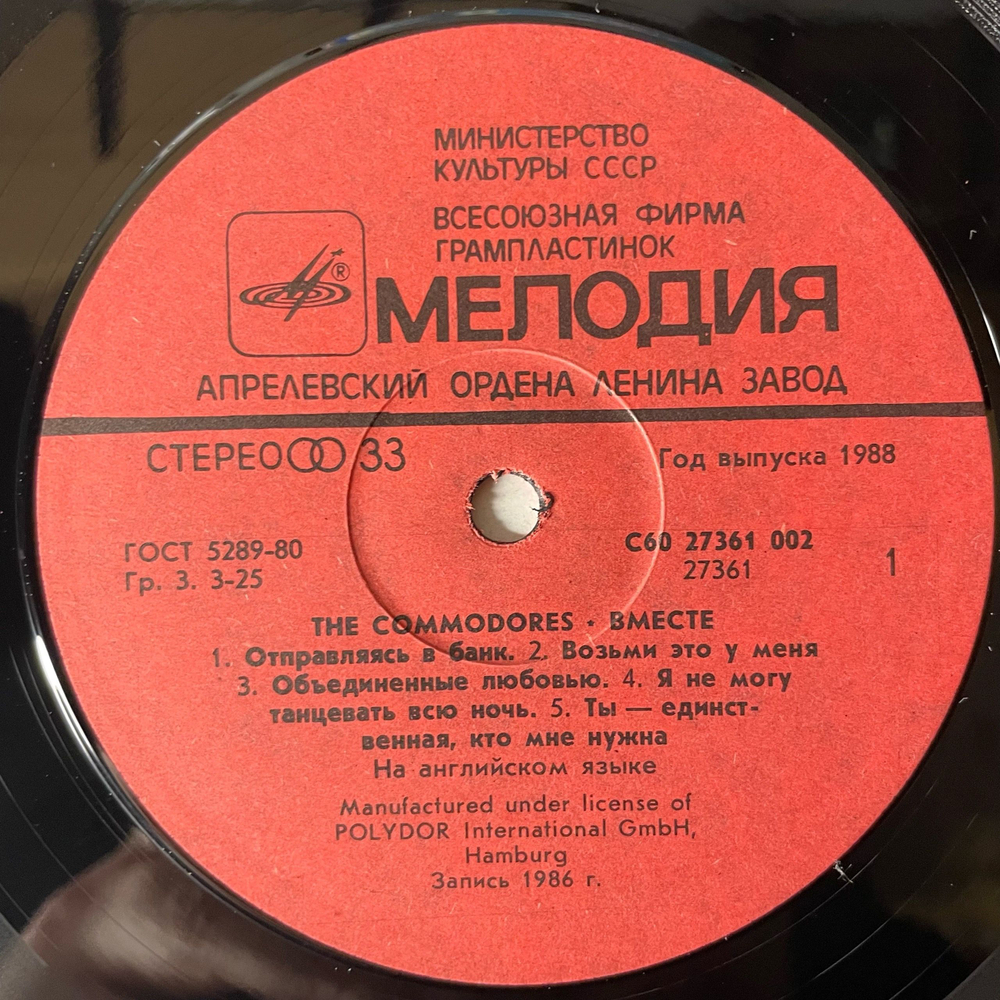 МИНИСТЕРСТВО
КУЛЬТУРЫ СССР
ВСЕСОЮЗНАЯ ФИРМА
ГРАМПЛАСТИНОК
®
МЕЛОДИЯ
АПРЕЛЕВСКИЙ ОРДЕНА ЛЕНИНА ЗАВОД
СТЕРЕО 33
Год выпуска 1988
ГОСТ 5289-80
Гр. 3. 3-25
С60 27361 002
27361
1
THE COMMODORES • ВМЕСТЕ
1. Отправляясь в банк. 2. Возьми это у меня
3. Объединенные любовью. 4. Я не могу
танцевать всю ночь. 5. Ты — единст-
венная, кто мне нужна
На английском языке
Manufactured under license of
POLYDOR International GmbH,
Hamburg
Запись 1986 г.